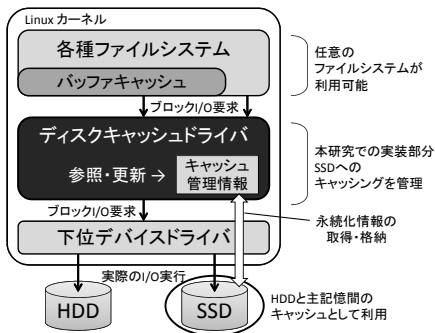 Linux カーネル
各種ファイルシステム
バッファキャッシュ
任意の
ファイルシステムが
利用可能
ブロックI/O要求
ディスクキャッシュドライバ
参照・更新 →
キャッシュ
管理情報
本研究での実装部分
SSDへの
キャッシングを管理
ブロックI/O要求
永続化情報の
取得・格納
下位デバイスドライバ
実際のI/O実行
HDD
SSD
HDDと主記憶間の
キャッシュとして利用